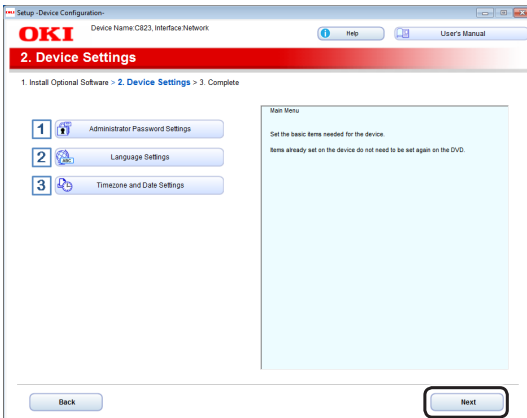 Setup -Device Configuration-
OKI
Device Name:C823, Interface:Network
Help
User's Manual
2. Device Settings
1. Install Optional Software > 2. Device Settings > 3. Complete
1 Administrator Password Settings
2 Language Settings
3 Timezone and Date Settings
Main Menu
Set the basic items needed for the device.
Items already set on the device do not need to be set again on the DVD.
Back
Next